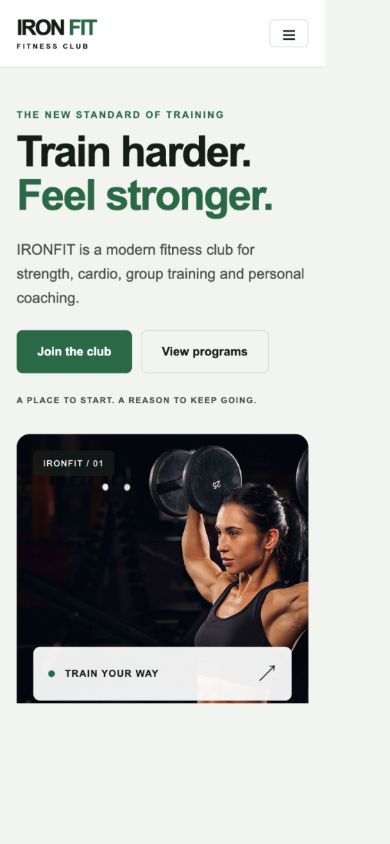 IRON FIT
FITNESS CLUB
THE NEW STANDARD OF TRAINING
Train harder.
Feel stronger.
IRONFIT is a modern fitness club for
strength, cardio, group training and personal
coaching.
Join the club
View programs
A PLACE TO START. A REASON TO KEEP GOING.
IRONFIT / 01
25
TRAIN YOUR WAY